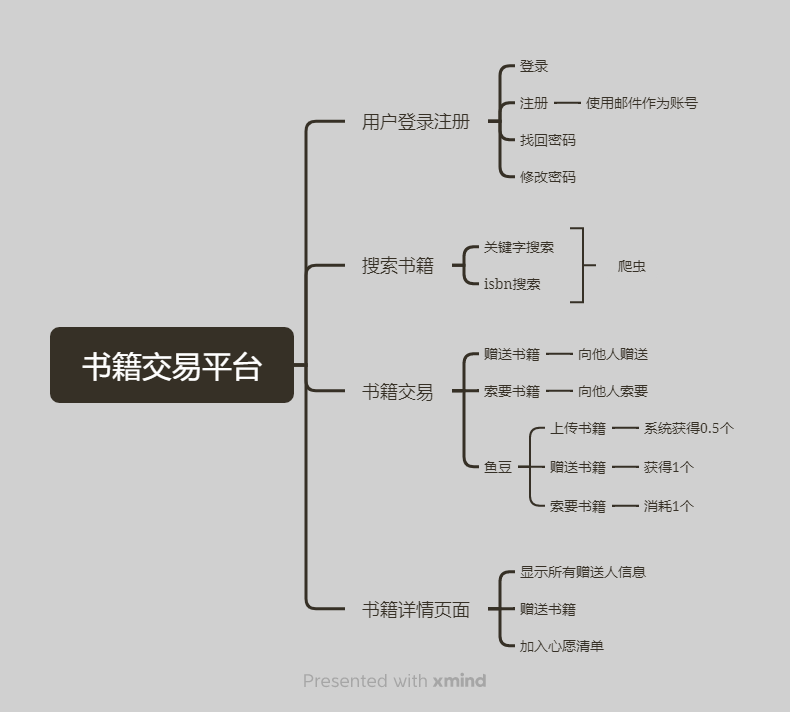 书籍交易平台
用户登录注册
登录
注册
使用邮件作为账号
找回密码
修改密码
搜索书籍
关键字搜索
isbn搜索
爬虫
书籍交易
赠送书籍
向他人赠送
索要书籍
向他人索要
鱼豆
上传书籍
系统获得0.5个
赠送书籍
获得1个
索要书籍
消耗1个
书籍详情页面
显示所有赠送人信息
赠送书籍
加入心愿清单
Presented with xmind